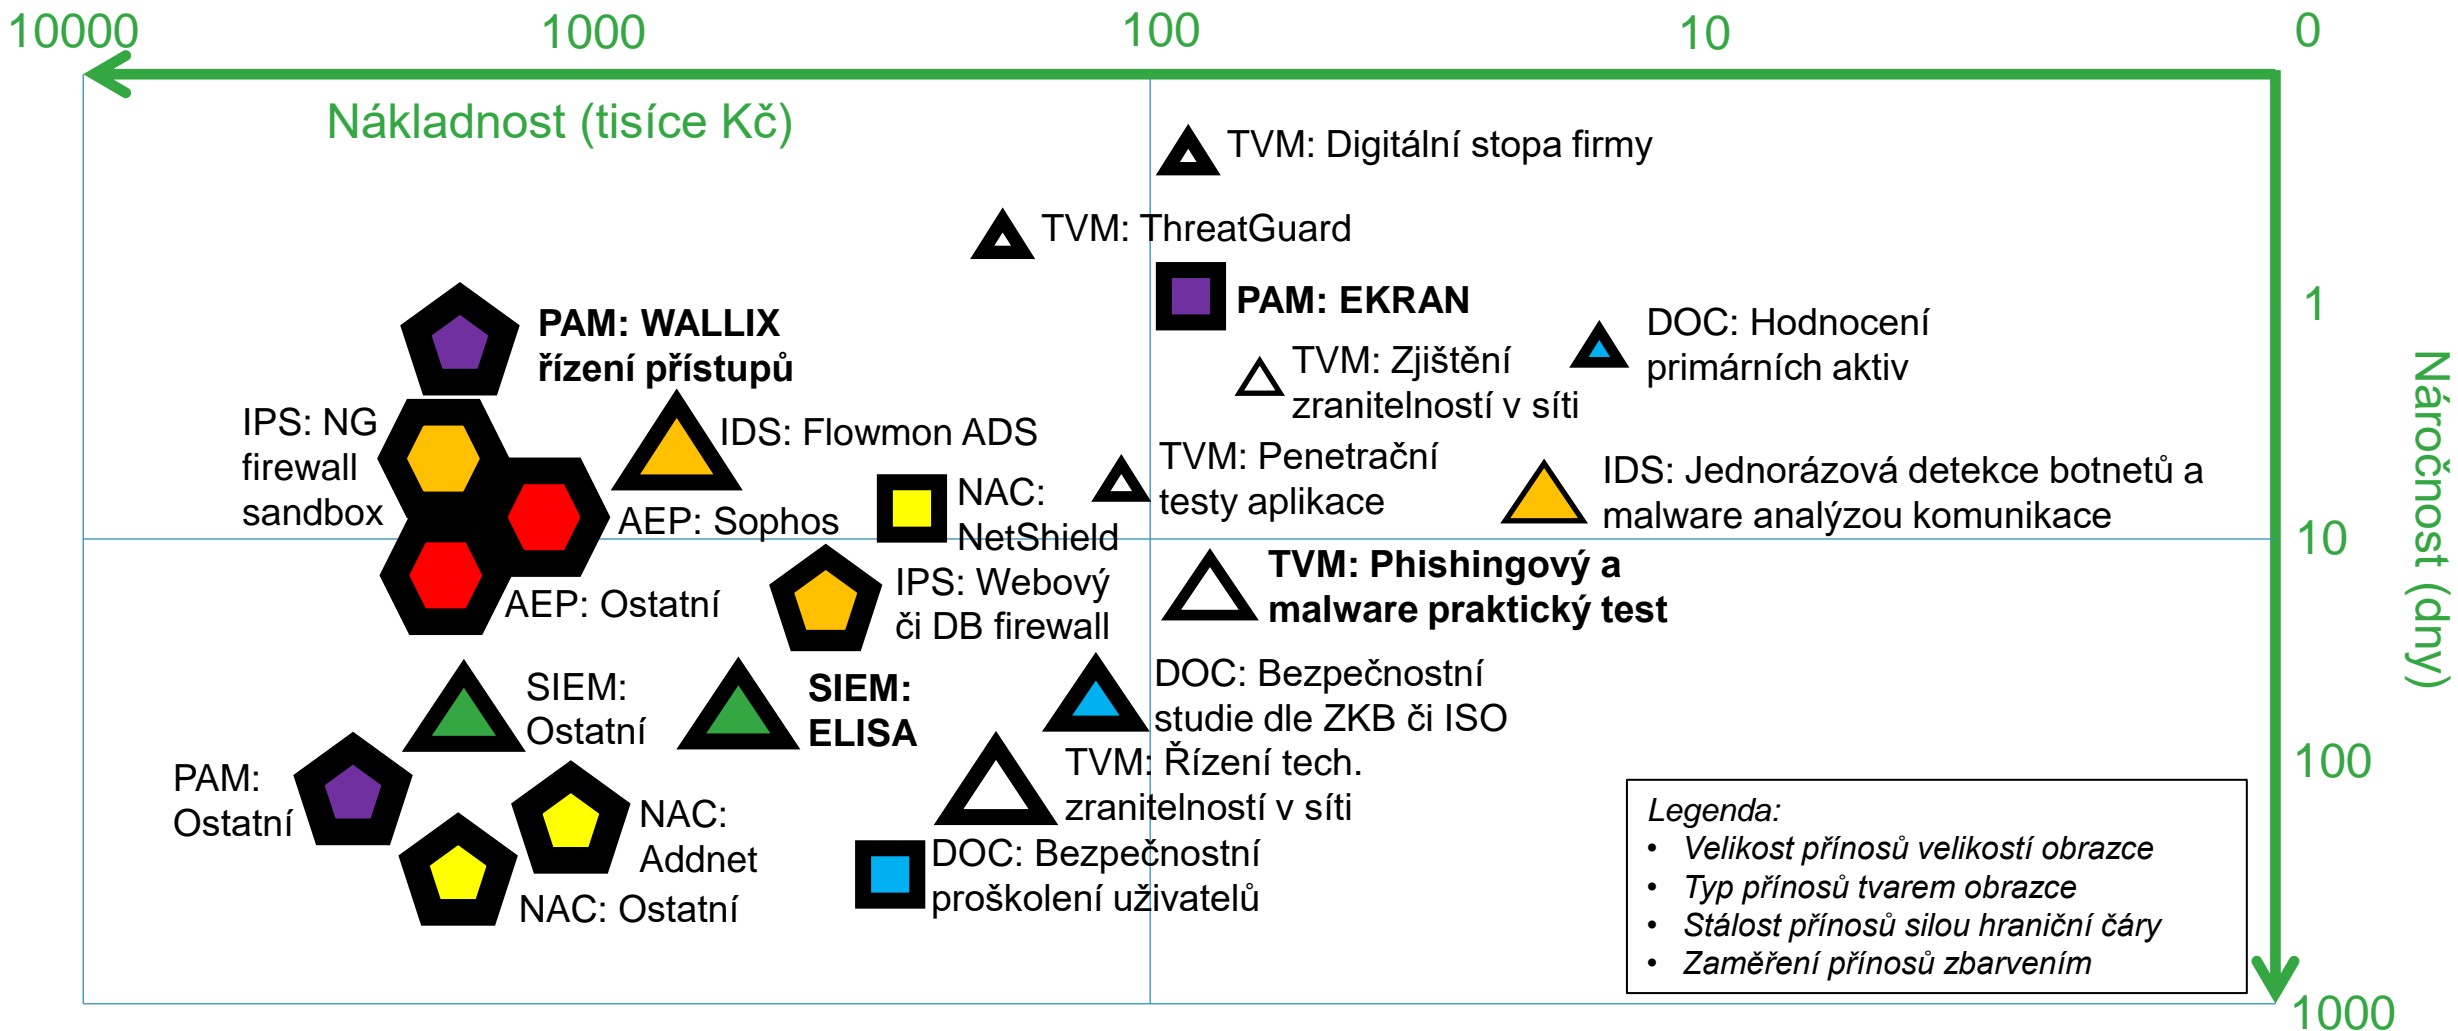 10000
1000
100
10
0
Nákladnost (tisíce Kč)
TVM: Digitální stopa firmy
TVM: ThreatGuard
PAM: EKRAN
1
PAM: WALLIX
řízení přístupů
DOC: Hodnocení
primárních aktiv
TVM: Zjištění
zranitelností v síti
Náročnost (dny)
IPS: NG
firewall
sandbox
IDS: Flowmon ADS
TVM: Penetrační
testy aplikace
IDS: Jednorázová detekce botnetů a
malware analýzou komunikace
NAC:
NetShield
AEP: Sophos
10
TVM: Phishingový a
malware praktický test
IPS: Webový
či DB firewall
AEP: Ostatní
SIEM:
Ostatní
SIEM:
ELISA
DOC: Bezpečnostní
studie dle ZKB či ISO
TVM: Řízení tech.
zranitelností v síti
100
PAM:
Ostatní
NAC:
Addnet
NAC: Ostatní
DOC: Bezpečnostní
proškolení uživatelů
Legenda:
• Velikost přínosů velikostí obrazce
• Typ přínosů tvarem obrazce
• Stálost přínosů silou hraniční čáry
• Zaměření přínosů zbarvením
1000